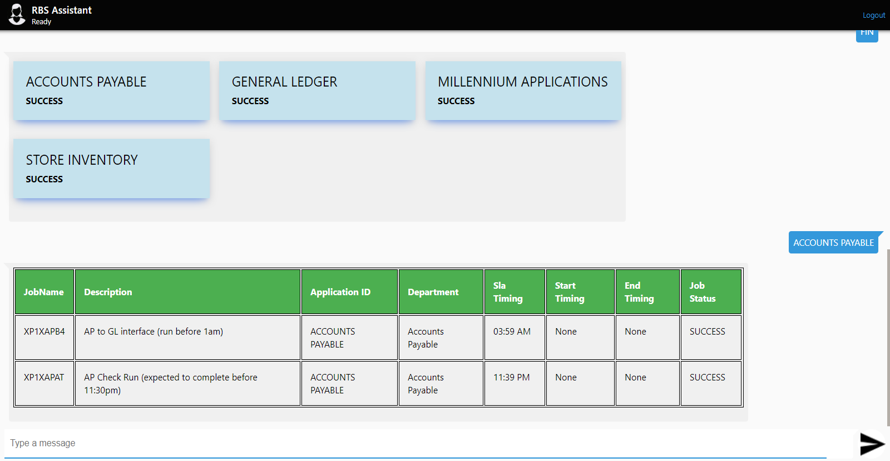 RBS Assistant
Ready
Logout
FIN
ACCOUNTS PAYABLE
SUCCESS
GENERAL LEDGER
SUCCESS
MILLENNIUM APPLICATIONS
SUCCESS
STORE INVENTORY
SUCCESS
ACCOUNTS PAYABLE
JobName Description Application ID Department Sla Timing Start Timing End Timing Job Status
XP1XAPB4 AP to GL interface (run before 1am) ACCOUNTS PAYABLE Accounts Payable 03:59 AM None None SUCCESS
XP1XAPAT AP Check Run (expected to complete before 11:30pm) ACCOUNTS PAYABLE Accounts Payable 11:39 PM None None SUCCESS
Type a message